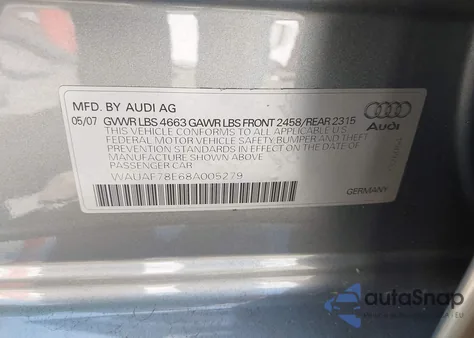 MFD. BY AUDI AG
05/07 GVWR LBS 4663 GAWR LBS FRONT 2458/REAR 2315
THIS VEHICLE CONFORMS TO ALL APPLICABLE U.S.
FEDERAL MOTOR VEHICLE SAFETY, BUMPER AND THEFT
PREVENTION STANDARDS IN EFFECT ON THE DATE OF
MANUFACTURE SHOWN ABOVE
PASSENGER CAR
WAUAF78E68A005279
Audi
GERMANY
autoSnap